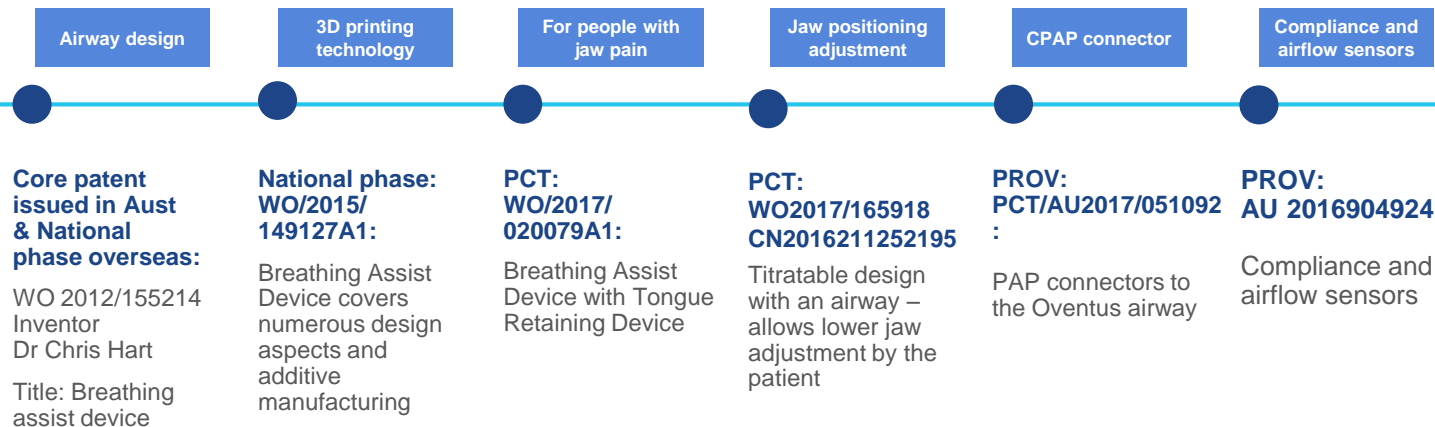 Airway design
3D printing
technology
For people with
jaw pain
Jaw positioning
adjustment
CPAP connector
Compliance and
airflow sensors
Core patent
issued in Aust
& National
phase overseas:
WO 2012/155214
Inventor
Dr Chris Hart
Title: Breathing
assist device
National phase:
WO/2015/
149127A1:
Breathing Assist
Device covers
numerous design
aspects and
additive
manufacturing
PCT:
WO/2017/
020079A1:
Breathing Assist
Device with Tongue
Retaining Device
PCT:
WO2017/165918
CN2016211252195
Titratable design
with an airway –
allows lower jaw
adjustment by the
patient
PROV:
PCT/AU2017/051092
:
PAP connectors to
the Oventus airway
PROV:
AU 2016904924
Compliance and
airflow sensors